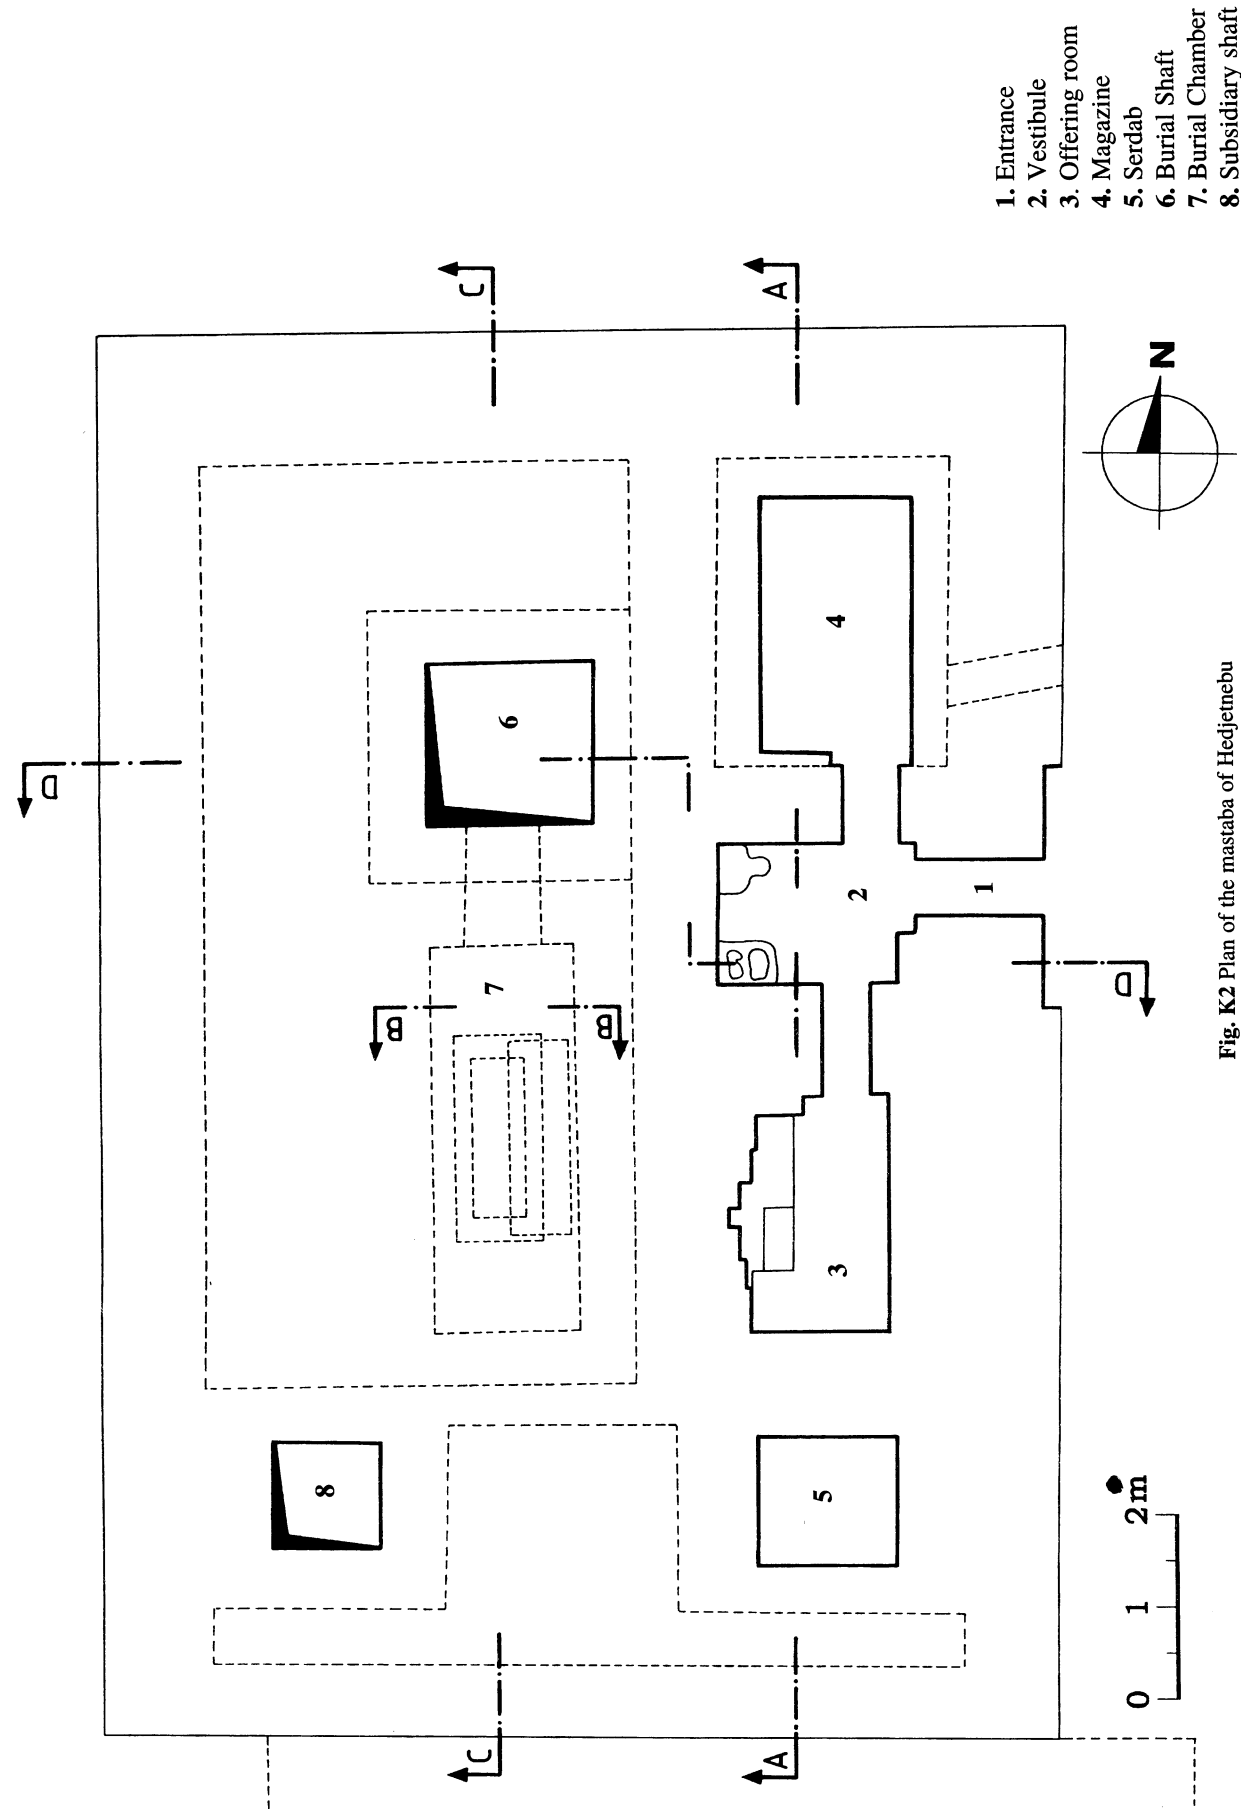 1. Entrance
2. Vestibule
3. Offering room
4. Magazine
5. Serdab
6. Burial Shaft
7. Burial Chamber
8. Subsidiary shaft
C
A
D
N
6
4
2
1
7
B
B
D
3
8
5
C
A
0 1 2m
Fig. K2 Plan of the mastaba of Hedjetnebu